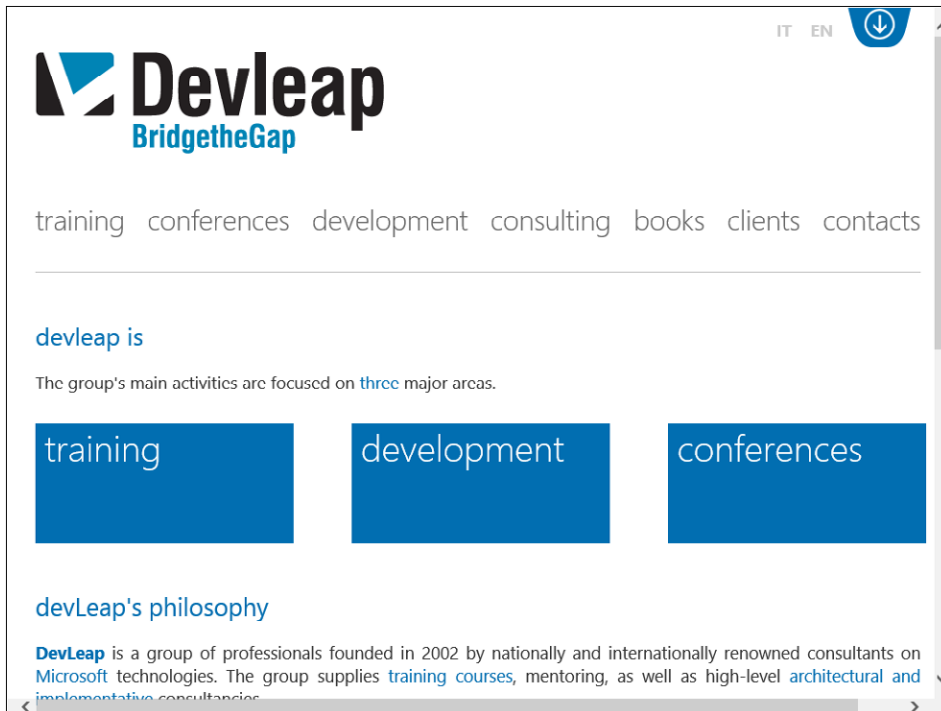 IT EN
Devleap
BridgetheGap
training conferences development consulting books clients contacts
devleap is
The group's main activities are focused on three major areas.
training development conferences
devLeap's philosophy
DevLeap is a group of professionals founded in 2002 by nationally and internationally renowned consultants on
Microsoft technologies. The group supplies training courses, mentoring, as well as high-level architectural and
implementative consultancies